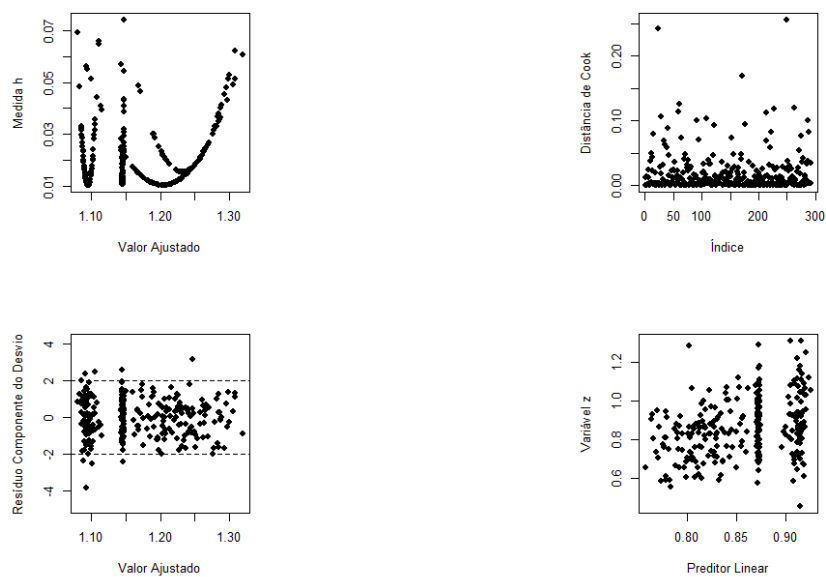 Medida h
0.01 0.03 0.05 0.07
1.10 1.20 1.30
Valor Ajustado
Distância de Cook
0.00 0.10 0.20
0 50 100 200 300
Índice
Resíduo Componente do Desvio
-4 -2 0 2 4
1.10 1.20 1.30
Valor Ajustado
Variável z
0.6 0.8 1.0 1.2
0.80 0.85 0.90
Preditor Linear